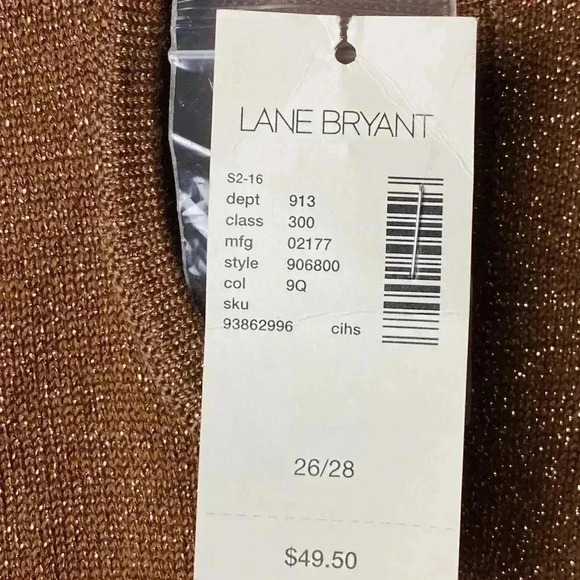 LANE BRYANT
S2-16
dept 913
class 300
mfg 02177
style 906800
col 9Q
sku
93862996 cihs
26/28
$49.50